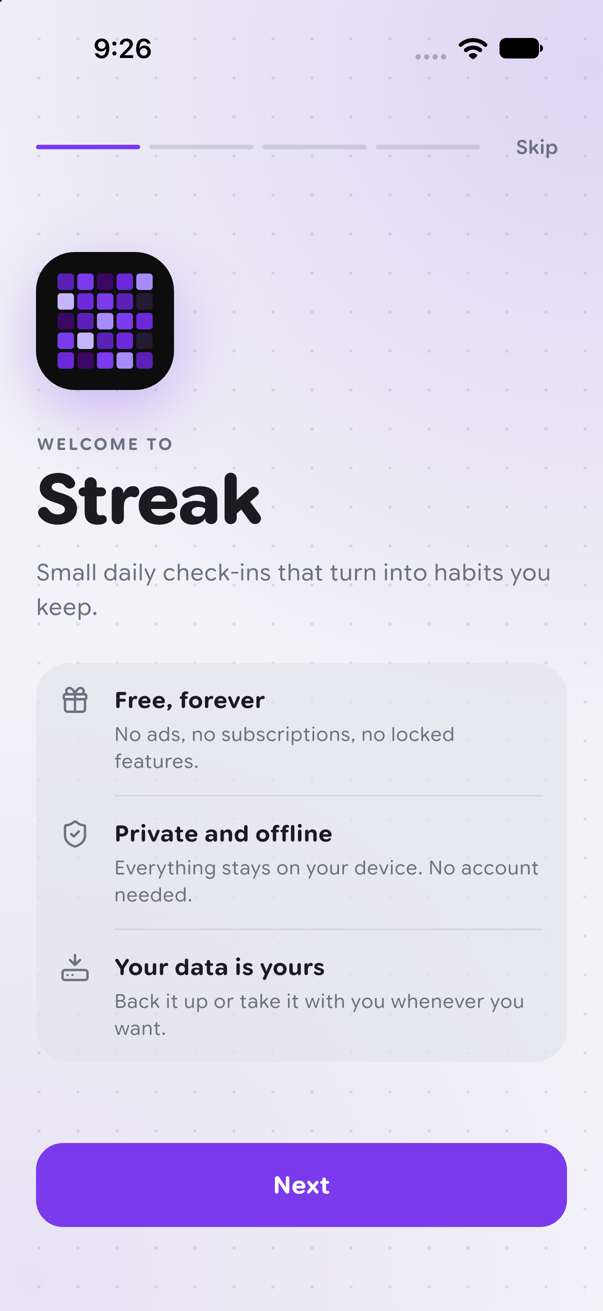 9:26
Skip
WELCOME TO
Streak
Small daily check-ins that turn into habits you
keep.
Free, forever
No ads, no subscriptions, no locked
features.
Private and offline
Everything stays on your device. No account
needed.
Your data is yours
Back it up or take it with you whenever you
want.
Next